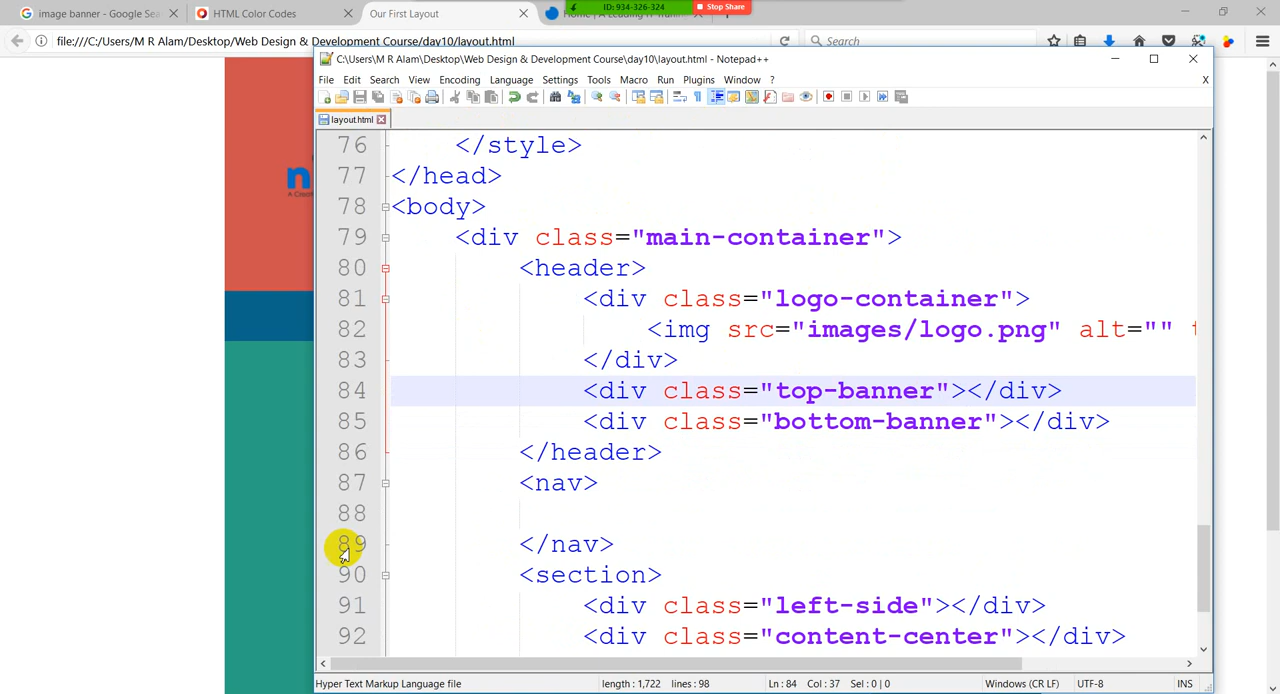 image banner - Google Sea
HTML Color Codes
Our First Layout
ID: 934-326-324
Stop Share
file:///C:/Users/M R Alam/Desktop/Web Design & Development Course/day10/layout.html
Search
C:\Users\M R Alam\Desktop\Web Design & Development Course\day10\layout.html - Notepad++
File Edit Search View Encoding Language Settings Tools Macro Run Plugins Window ?
X
layout.html
76 </style>
77 </head>
78 <body>
79 <div class="main-container">
80 <header>
81 <div class="logo-container">
82 <img src="images/logo.png" alt="" t
83 </div>
84 <div class="top-banner"></div>
85 <div class="bottom-banner"></div>
86 </header>
87 <nav>
88
89 </nav>
90 <section>
91 <div class="left-side"></div>
92 <div class="content-center"></div>
Hyper Text Markup Language file
length : 1,722 lines : 98
Ln : 84 Col : 37 Sel : 0 | 0
Windows (CR LF)
UTF-8
INS